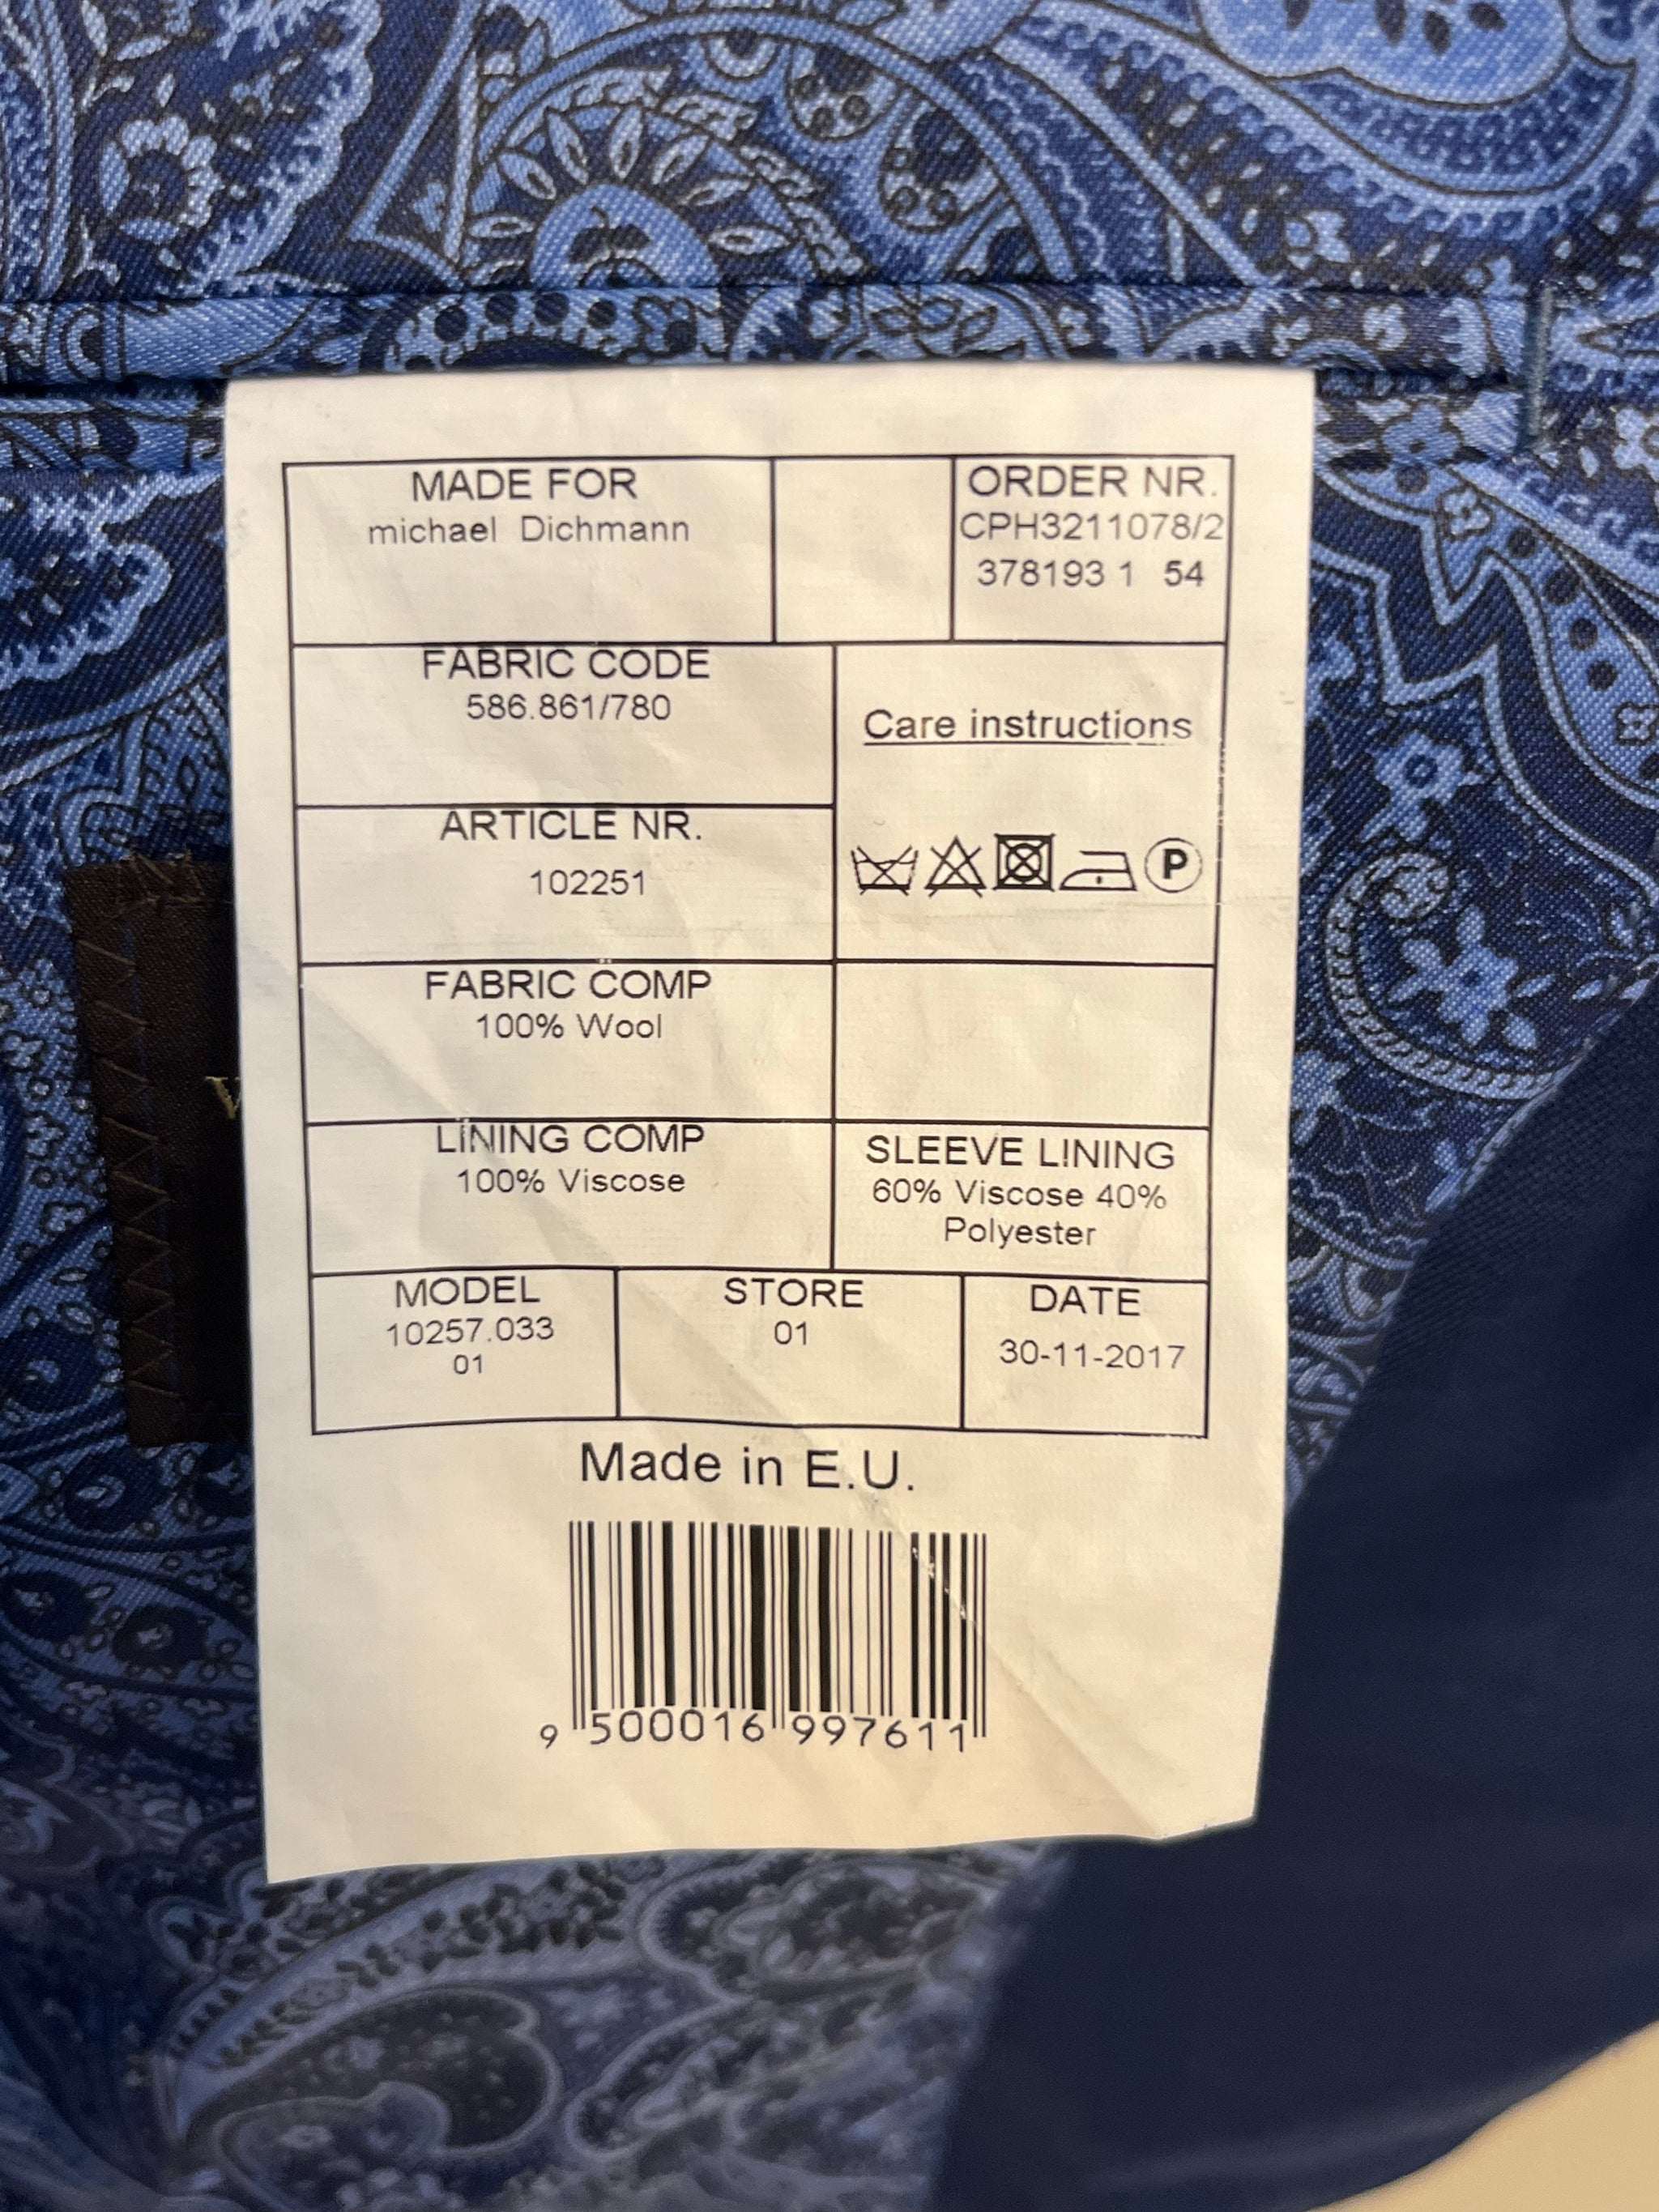 MADE FOR
michael Dichmann
ORDER NR.
CPH3211078/2
378193 1 54
FABRIC CODE
586.861/780
Care instructions
ARTICLE NR.
102251
P
FABRIC COMP
100% Wool
LINING COMP
100% Viscose
SLEEVE LINING
60% Viscose 40%
Polyester
MODEL
10257.033
01
STORE
01
DATE
30-11-2017
Made in E.U.
9 500016 997611